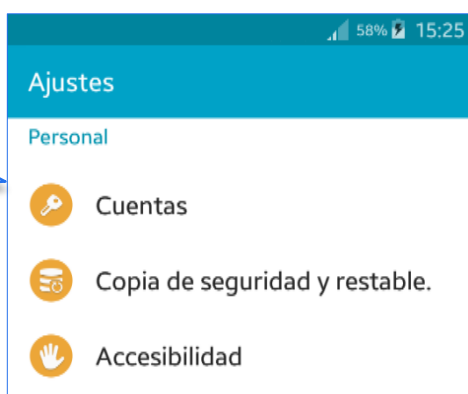 58% 15:25
Ajustes
Personal
Cuentas
Copia de seguridad y restable.
Accesibilidad